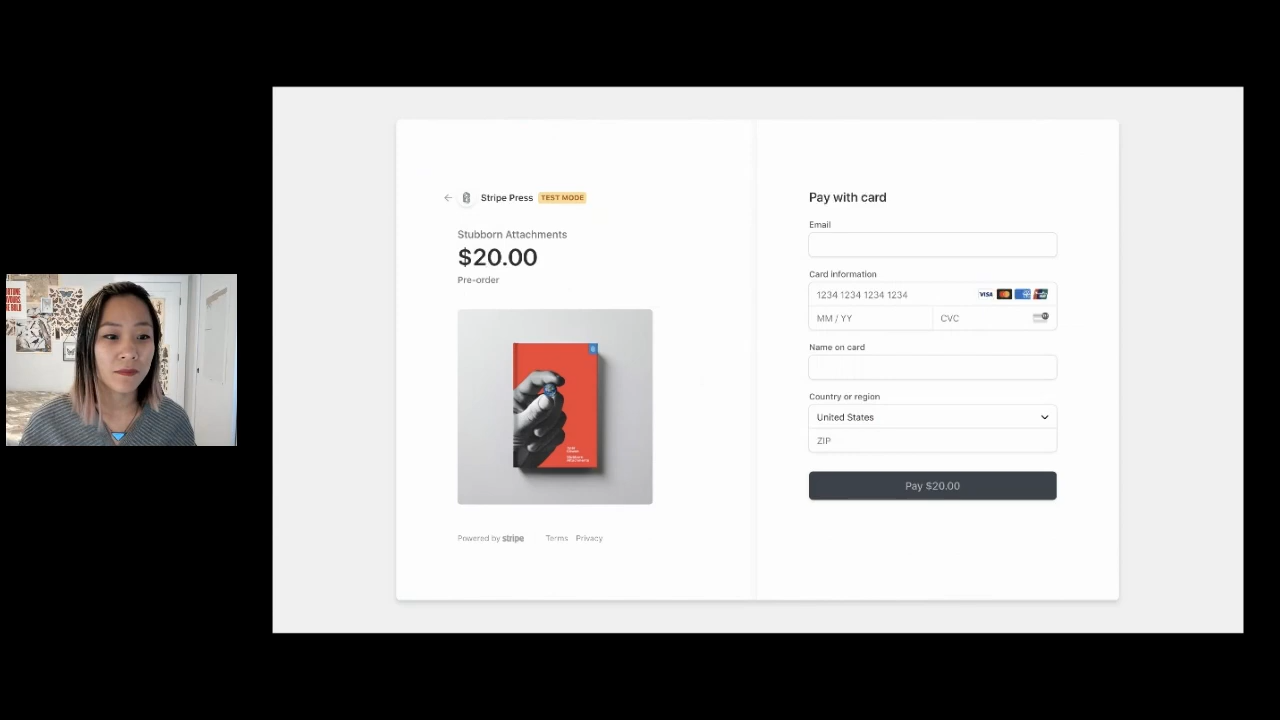 Stripe Press TEST MODE
Stubborn Attachments
$20.00
Pre-order
Powered by stripe Terms Privacy
Pay with card
Email
Card information
1234 1234 1234 1234 VISA
MM / YY CVC
Name on card
Country or region
United States
ZIP
Pay $20.00